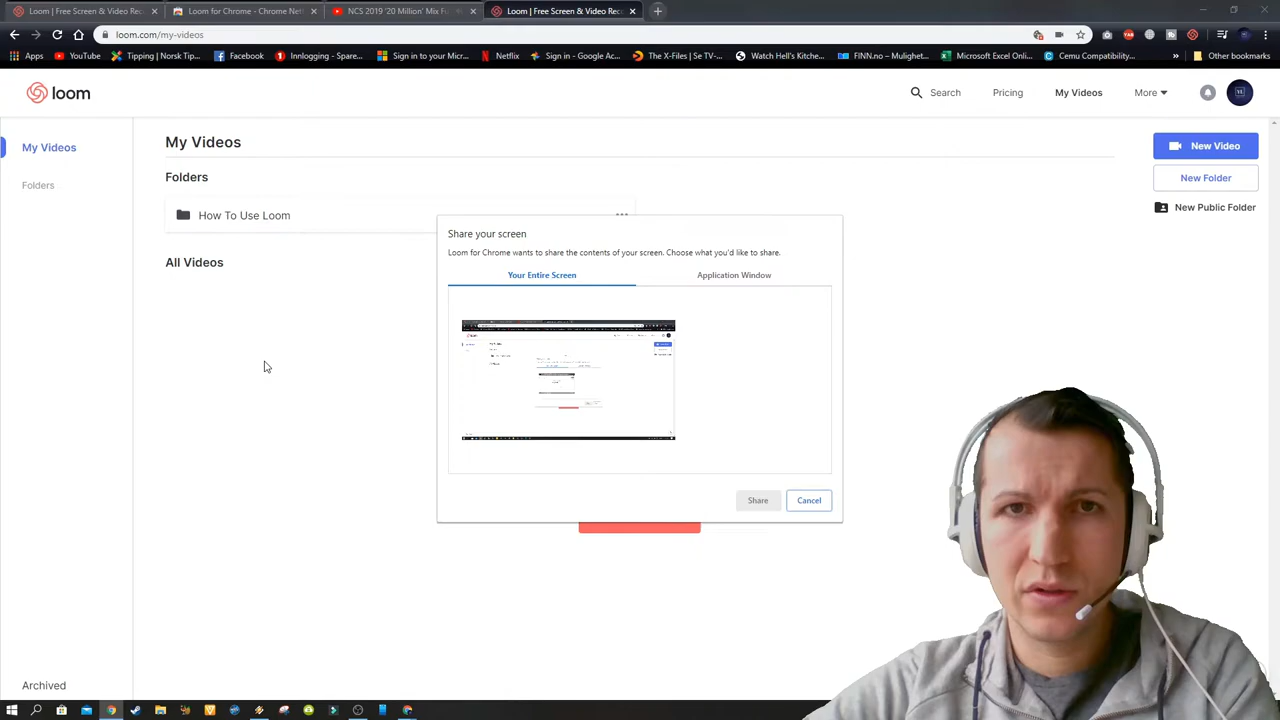 Loom | Free Screen & Video Rec
Loom for Chrome - Chrome Net
NCS 2019 '20 Million' Mix Fu
Loom | Free Screen & Video Rec
loom.com/my-videos
Apps
YouTube
Tipping | Norsk Tip...
Facebook
Innlogging - Spare...
Sign in to your Micr...
Netflix
Sign in - Google Ac...
The X-Files | Se TV-...
Watch Hell's Kitche...
FINN.no – Mulighet...
Microsoft Excel Onli...
Cemu Compatibility...
»
Other bookmarks
loom
Search
Pricing
My Videos
More
My Videos
Folders
My Videos
Folders
How To Use Loom
All Videos
New Video
New Folder
New Public Folder
Share your screen
Loom for Chrome wants to share the contents of your screen. Choose what you'd like to share.
Your Entire Screen
Application Window
Share
Cancel
Archived